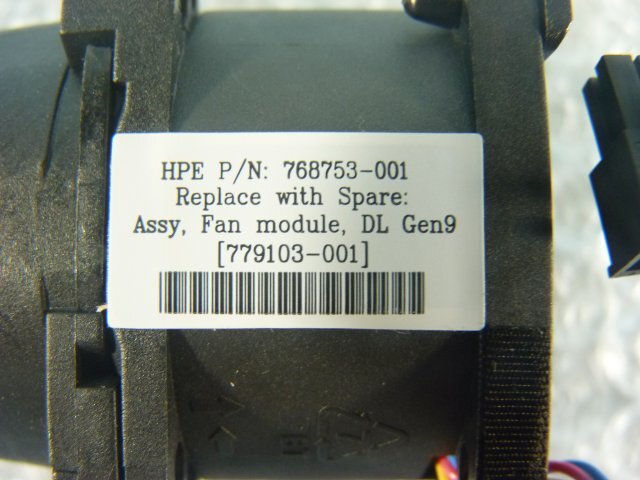 HPE P/N: 768753-001
Replace with Spare:
Assy, Fan module, DL Gen9
[779103-001]